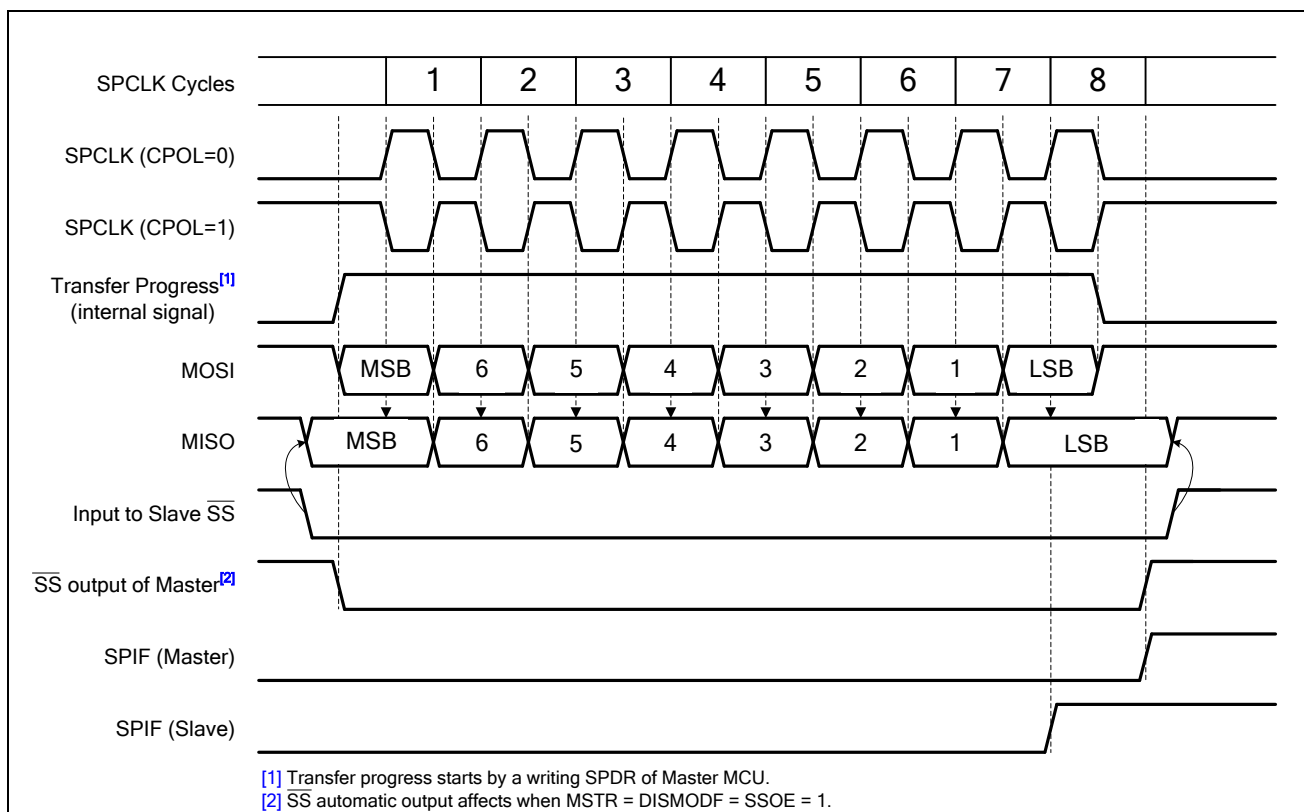 SPCLK Cycles 1 2 3 4 5 6 7 8
SPCLK (CPOL=0)
SPCLK (CPOL=1)
Transfer Progress[1]
(internal signal)
MOSI MSB 6 5 4 3 2 1 LSB
MISO MSB 6 5 4 3 2 1 LSB
Input to Slave S̅S̅
S̅S̅ output of Master[2]
SPIF (Master)
SPIF (Slave)
[1] Transfer progress starts by a writing SPDR of Master MCU.
[2] S̅S̅ automatic output affects when MSTR = DISMODF = SSOE = 1.